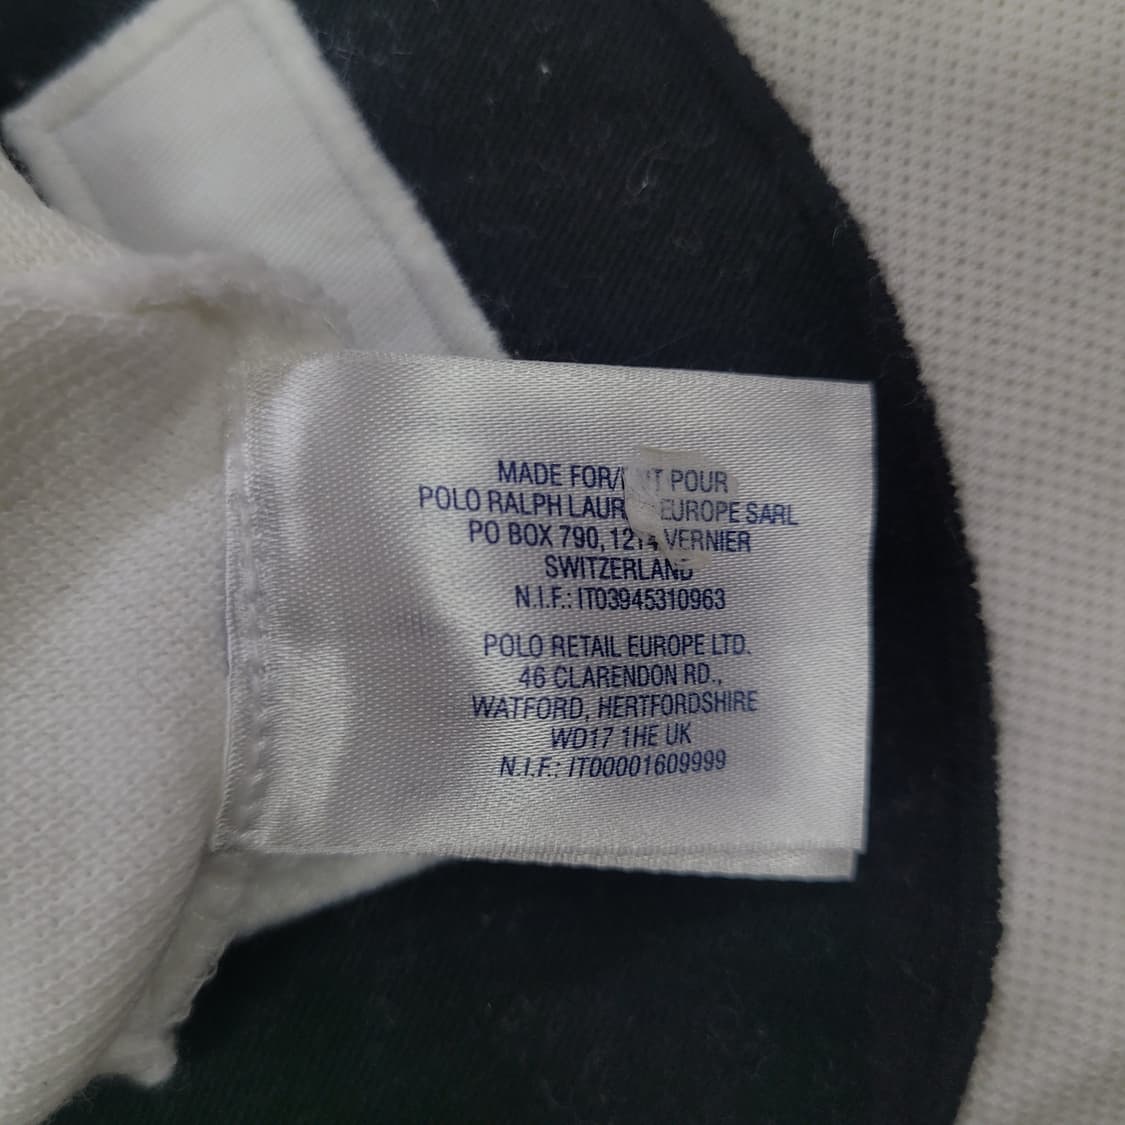 MADE FOR/ POUR
POLO RALPH EUROPE SARL
PO BOX 790, VERNIER
SWITZERLAND
N.I.F.: IT03945310963
POLO RETAIL EUROPE LTD.
46 CLARENDON RD.,
WATFORD, HERTFORDSHIRE
WD17 1HE UK
N.I.F.: IT00001609999